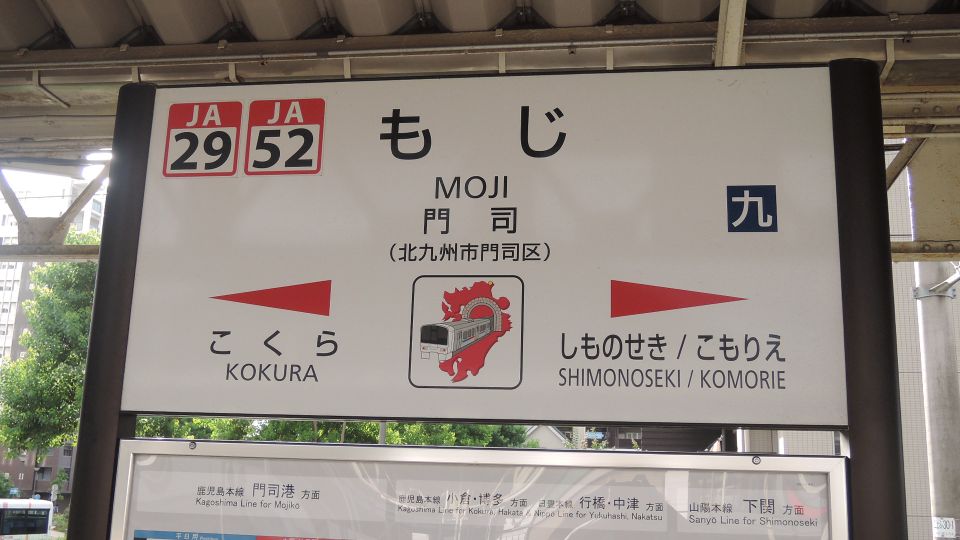 JA 29 JA 52
もじ
MOJI
門司
九
(北九州市門司区)
こくら
KOKURA
しものせき / こもりえ
SHIMONOSEKI / KOMORIE
鹿児島本線 門司港 方面
Kagoshima Line for Mojiko
鹿児島本線 小倉・博多 方面 日豊本線 行橋・中津 方面
Kagoshima Line for Kokura, Hakata & Nippo Line for Yukuhashi, Nakatsu
山陽本線 下関 方面
Sanyō Line for Shimonoseki